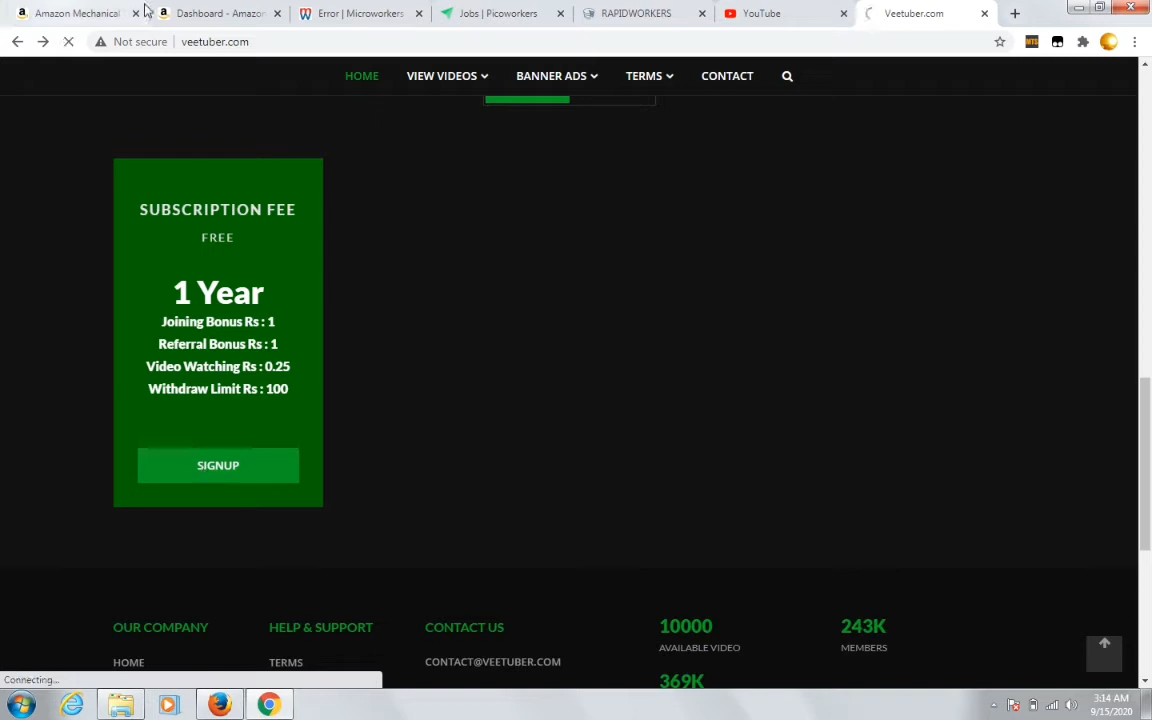 Amazon Mechanical
Dashboard - Amazon
Error | Microworkers
Jobs | Picoworkers
RAPIDWORKERS
YouTube
Veetuber.com
Not secure
veetuber.com
MTS
HOME
VIEW VIDEOS
BANNER ADS
TERMS
CONTACT
SUBSCRIPTION FEE
FREE
1 Year
Joining Bonus Rs : 1
Referral Bonus Rs : 1
Video Watching Rs : 0.25
Withdraw Limit Rs : 100
SIGNUP
OUR COMPANY
HELP & SUPPORT
CONTACT US
10000
243K
HOME
TERMS
CONTACT@VEETUBER.COM
AVAILABLE VIDEO
MEMBERS
369K
Connecting...
3:14 AM
9/15/2020